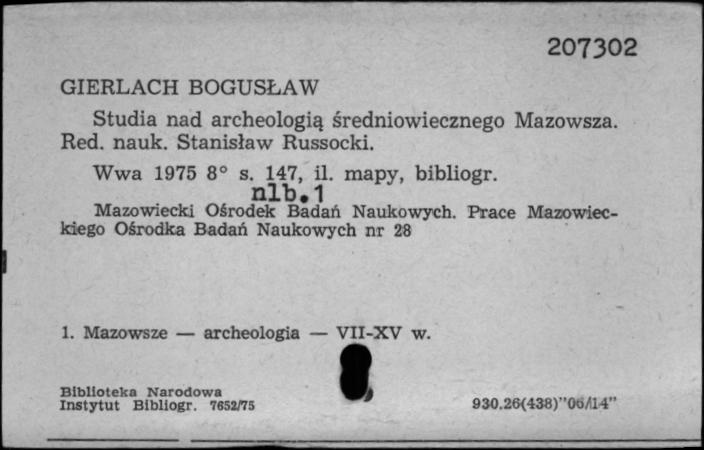 207302
GIERLACH BOGUSŁAW
Studia nad archeologią średniowiecznego Mazowsza.
Red. nauk. Stanisław Russocki.
Wwa 1975 8° s. 147, il. mapy, bibliogr.
nlb.1
Mazowiecki Ośrodek Badań Naukowych. Prace Mazowiec-
kiego Ośrodka Badań Naukowych nr 28
1. Mazowsze — archeologia — VII-XV w.
Biblioteka Narodowa
Instytut Bibliogr. 7652/75
930.26(438)"06/14"